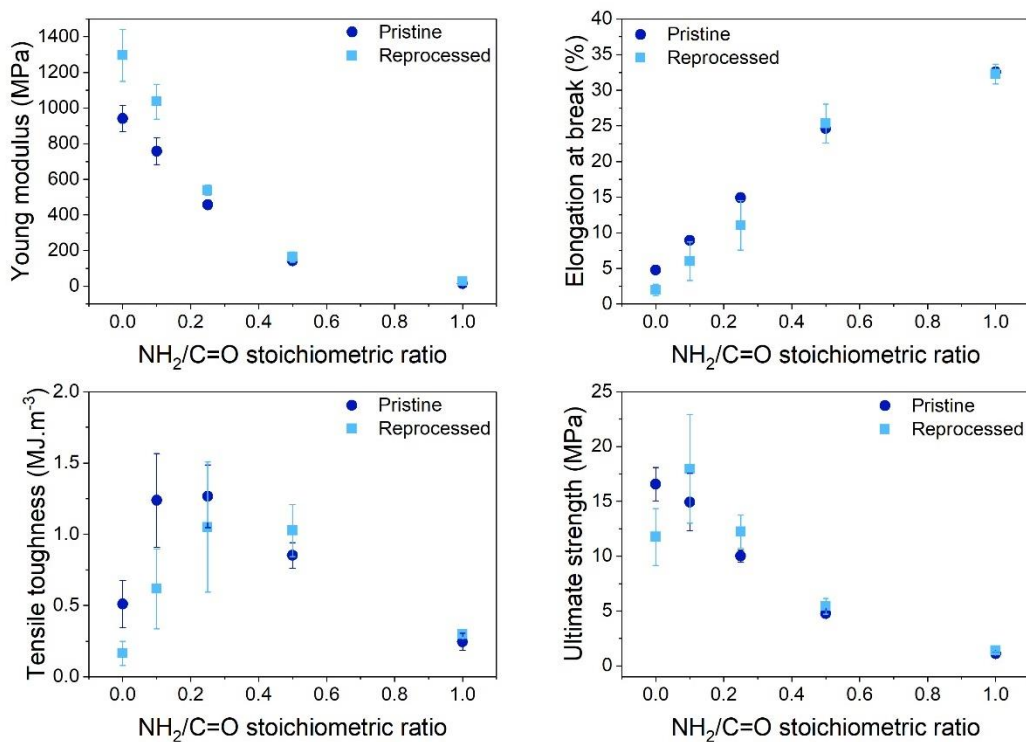 Young modulus (MPa)
1400
1200
1000
800
600
400
200
0
Pristine
Reprocessed
0.0 0.2 0.4 0.6 0.8 1.0
NH₂/C=O stoichiometric ratio
Elongation at break (%)
40
35
30
25
20
15
10
5
0
Pristine
Reprocessed
0.0 0.2 0.4 0.6 0.8 1.0
NH₂/C=O stoichiometric ratio
Tensile toughness (MJ.m⁻³)
2.0
1.5
1.0
0.5
0.0
Pristine
Reprocessed
0.0 0.2 0.4 0.6 0.8 1.0
NH₂/C=O stoichiometric ratio
Ultimate strength (MPa)
25
20
15
10
5
0
Pristine
Reprocessed
0.0 0.2 0.4 0.6 0.8 1.0
NH₂/C=O stoichiometric ratio